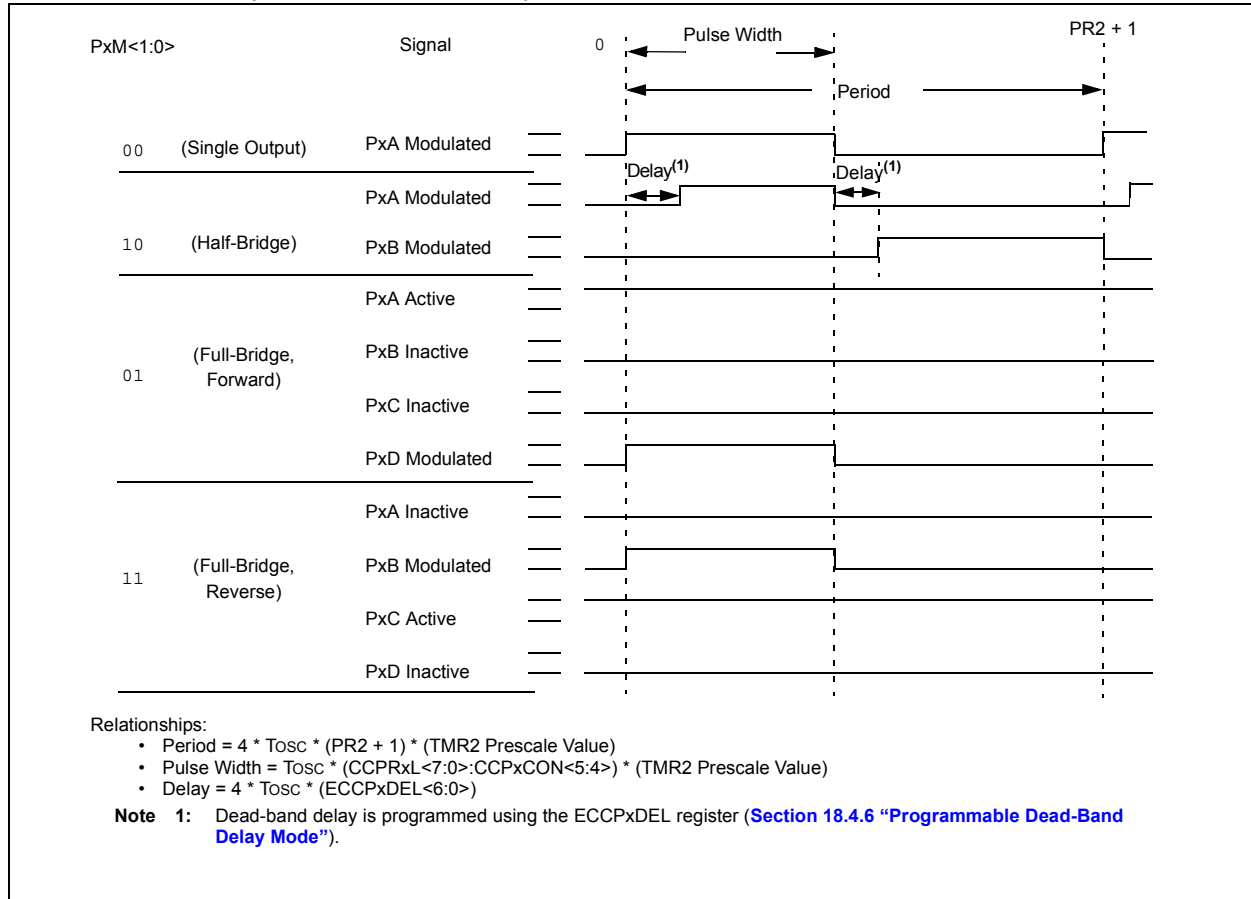 PxM<1:0> Signal 0 Pulse Width PR2 + 1
Period
00 (Single Output) PxA Modulated
Delay(1) Delay(1)
PxA Modulated
10 (Half-Bridge) PxB Modulated
PxA Active
(Full-Bridge, Forward) PxB Inactive
01
PxC Inactive
PxD Modulated
PxA Inactive
11 (Full-Bridge, Reverse) PxB Modulated
PxC Active
PxD Inactive
Relationships:
• Period = 4 * TOSC * (PR2 + 1) * (TMR2 Prescale Value)
• Pulse Width = TOSC * (CCPRxL<7:0>:CCPxCON<5:4>) * (TMR2 Prescale Value)
• Delay = 4 * TOSC * (ECCPxDEL<6:0>)
Note 1: Dead-band delay is programmed using the ECCPxDEL register (Section 18.4.6 “Programmable Dead-Band
Delay Mode”).